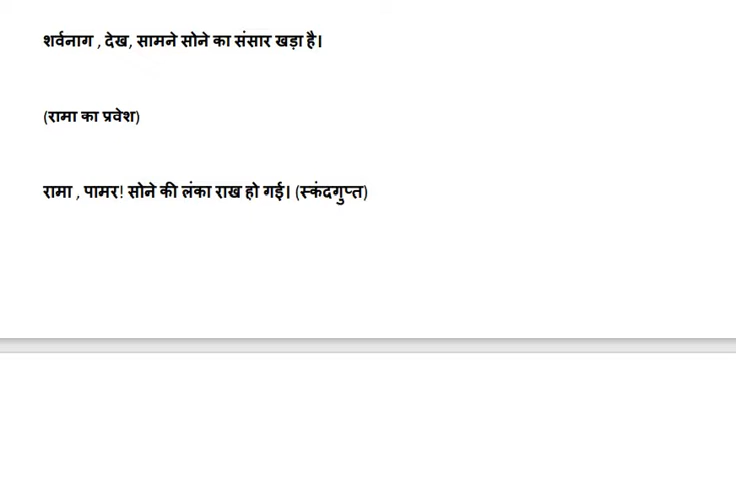 शर्वनाग , देख, सामने सोने का संसार खड़ा है।
(रामा का प्रवेश)
रामा , पामर! सोने की लंका राख हो गई। (स्कंदगुप्त)